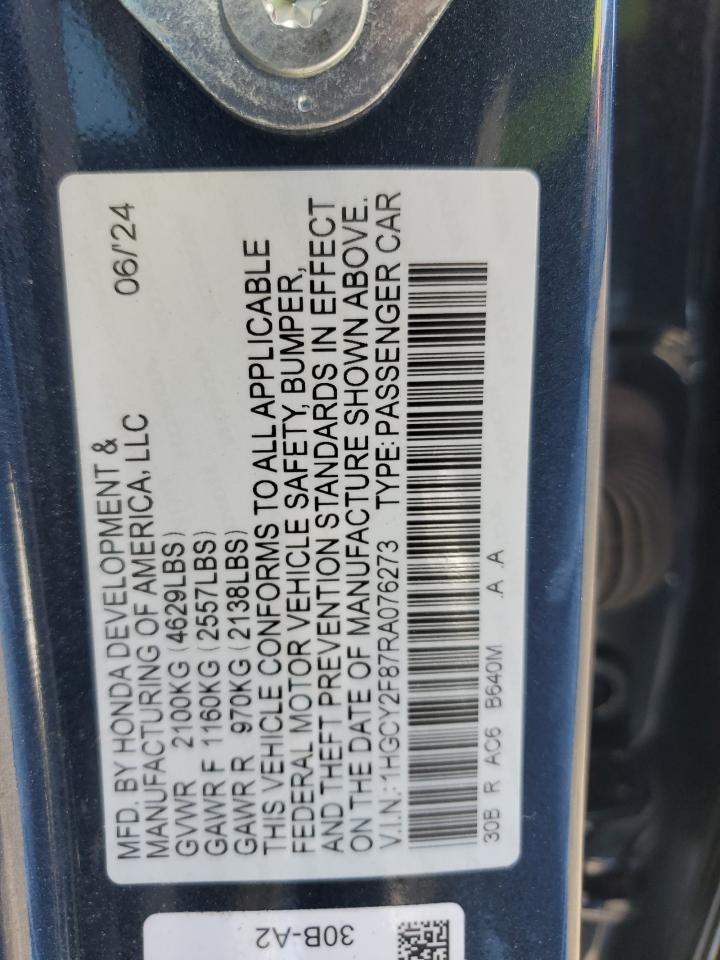 MFD. BY HONDA DEVELOPMENT & 06/'24
MANUFACTURING OF AMERICA, LLC
GVWR 2100KG (4629LBS)
GAWR F 1160KG (2557LBS)
GAWR R 970KG (2138LBS)
THIS VEHICLE CONFORMS TO ALL APPLICABLE
FEDERAL MOTOR VEHICLE SAFETY, BUMPER,
AND THEFT PREVENTION STANDARDS IN EFFECT
ON THE DATE OF MANUFACTURE SHOWN ABOVE.
V.I.N.:1HGCY2F87RA076273 TYPE:PASSENGER CAR
30B R AC6 B640M .A .A
30B-A2